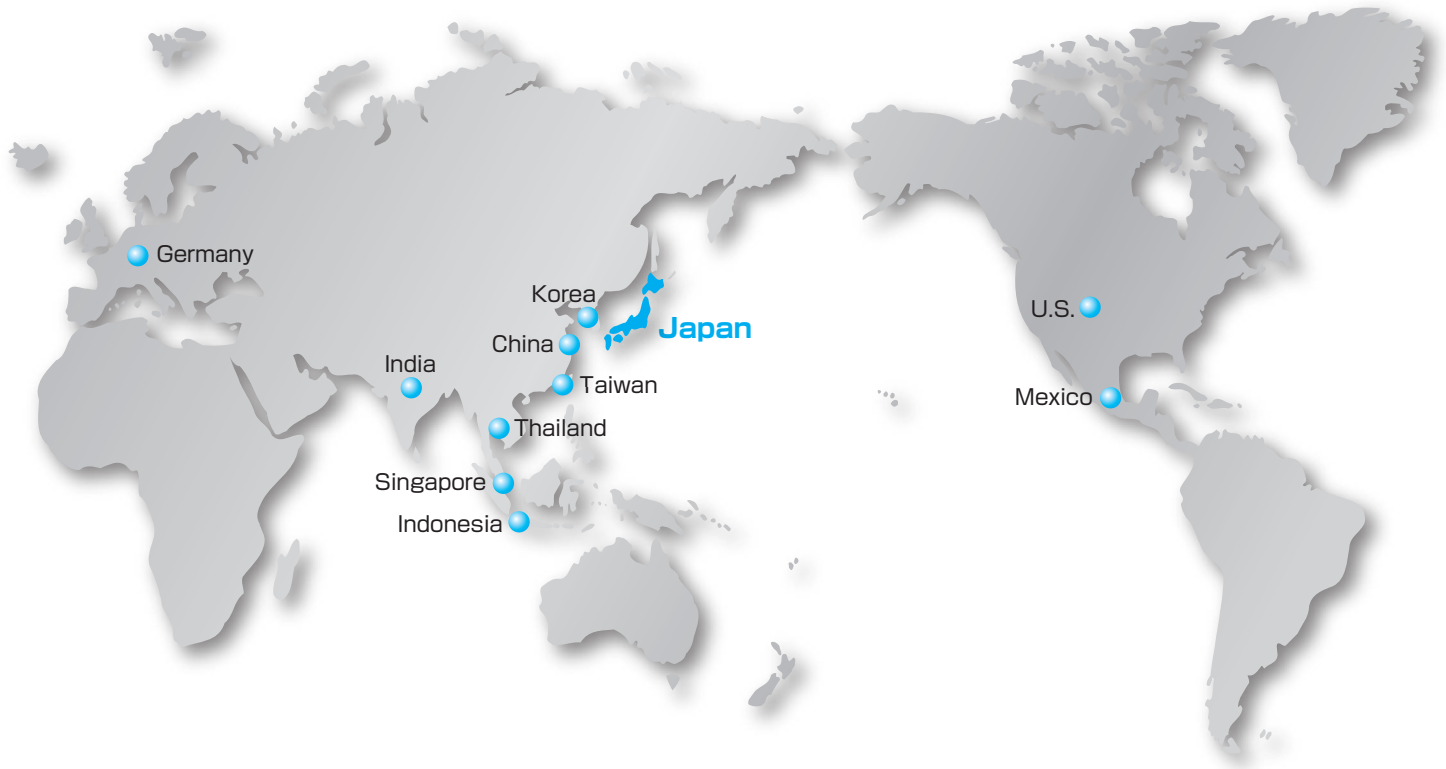 Germany
Korea
U.S.
Japan
China
India
Taiwan
Mexico
Thailand
Singapore
Indonesia